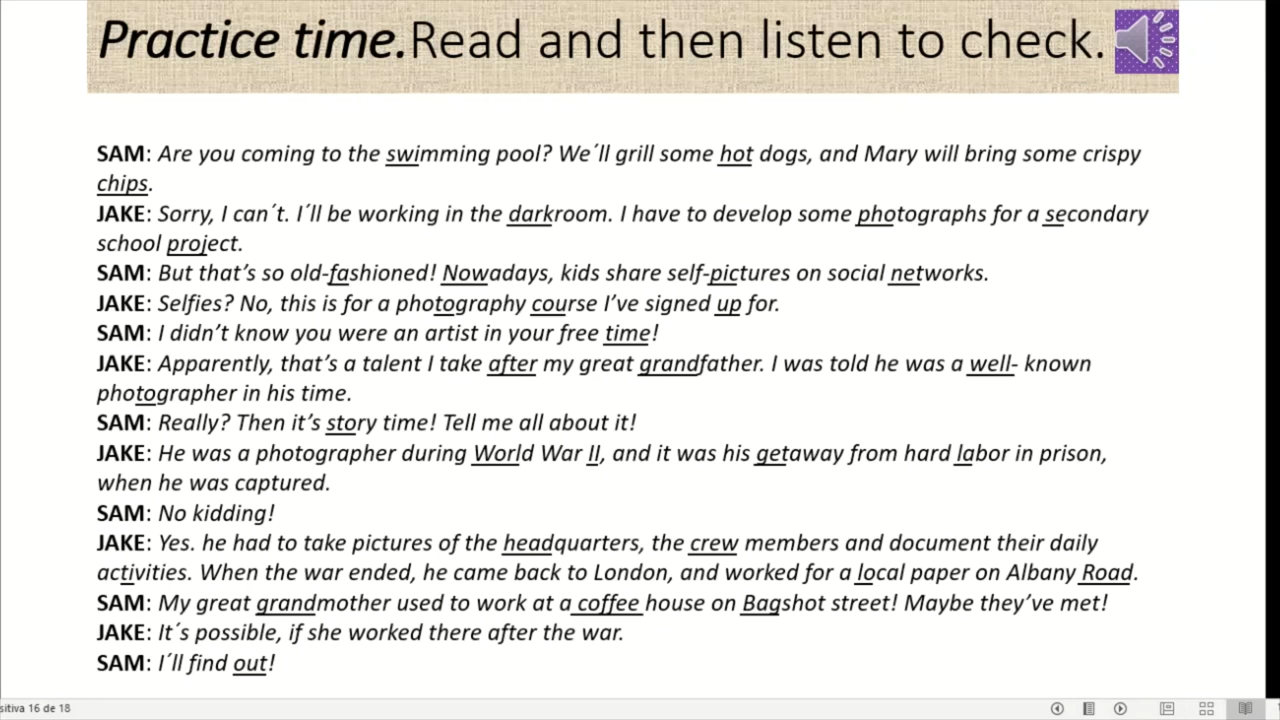 Practice time.Read and then listen to check.
SAM: Are you coming to the swimming pool? We´ll grill some hot dogs, and Mary will bring some crispy
chips.
JAKE: Sorry, I can´t. I´ll be working in the darkroom. I have to develop some photographs for a secondary
school project.
SAM: But that’s so old-fashioned! Nowadays, kids share self-pictures on social networks.
JAKE: Selfies? No, this is for a photography course I’ve signed up for.
SAM: I didn’t know you were an artist in your free time!
JAKE: Apparently, that’s a talent I take after my great grandfather. I was told he was a well- known
photographer in his time.
SAM: Really? Then it’s story time! Tell me all about it!
JAKE: He was a photographer during World War II, and it was his getaway from hard labor in prison,
when he was captured.
SAM: No kidding!
JAKE: Yes. he had to take pictures of the headquarters, the crew members and document their daily
activities. When the war ended, he came back to London, and worked for a local paper on Albany Road.
SAM: My great grandmother used to work at a coffee house on Bagshot street! Maybe they’ve met!
JAKE: It´s possible, if she worked there after the war.
SAM: I´ll find out!
sitiva 16 de 18